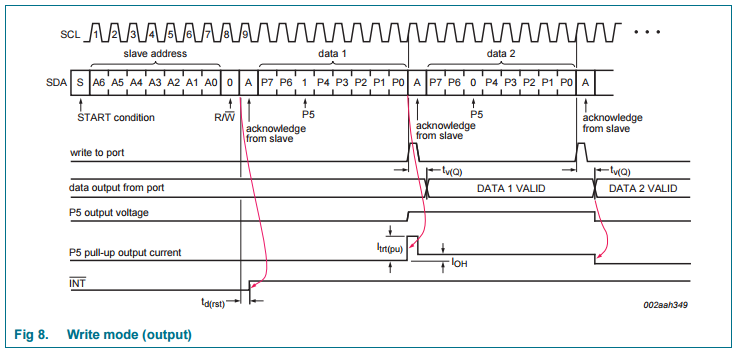 SCL 1 2 3 4 5 6 7 8 9
slave address data 1 data 2
SDA S A6 A5 A4 A3 A2 A1 A0 0 A P7 P6 1 P4 P3 P2 P1 P0 A P7 P6 0 P4 P3 P2 P1 P0 A
START condition R/W̅ P5 P5
acknowledge from slave
acknowledge from slave
acknowledge from slave
write to port
tv(Q) tv(Q)
data output from port DATA 1 VALID DATA 2 VALID
P5 output voltage
Itrt(pu)
P5 pull-up output current IOH
I̅N̅T̅
td(rst)
002aah349
Fig 8. Write mode (output)